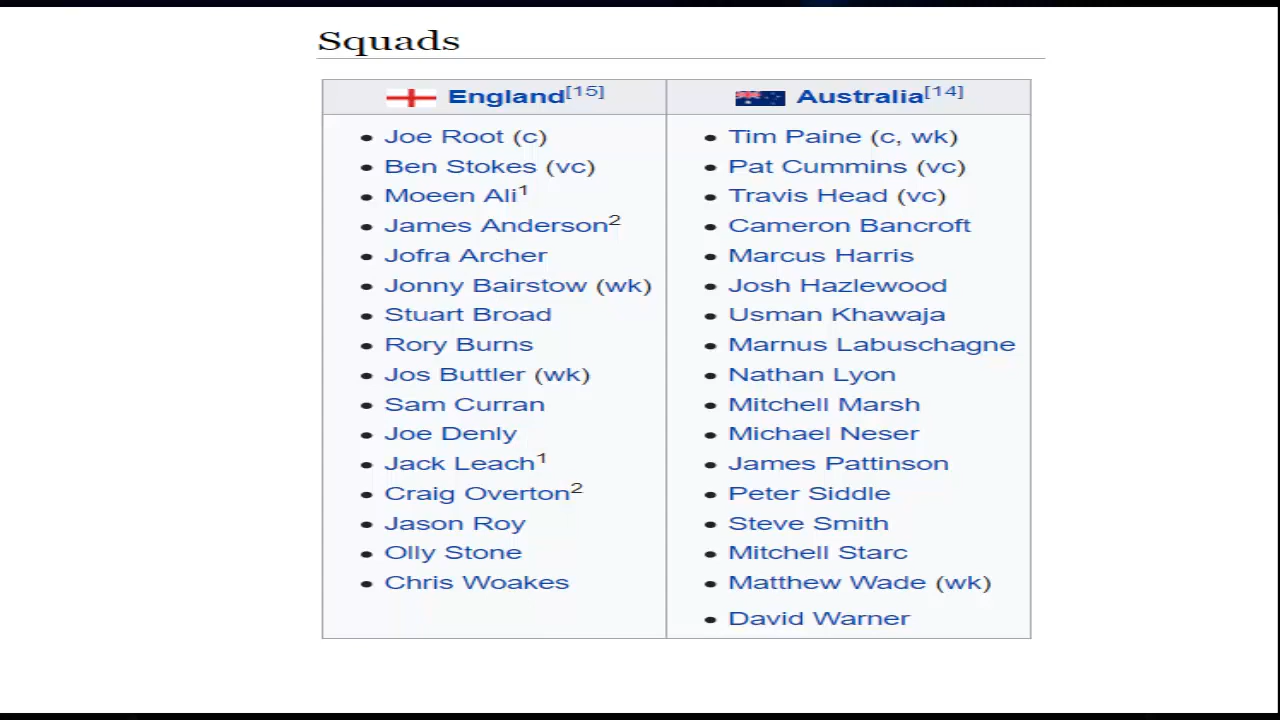 Squads
England[15]
Joe Root (c)
Ben Stokes (vc)
Moeen Ali1
James Anderson2
Jofra Archer
Jonny Bairstow (wk)
Stuart Broad
Rory Burns
Jos Buttler (wk)
Sam Curran
Joe Denly
Jack Leach1
Craig Overton2
Jason Roy
Olly Stone
Chris Woakes
Australia[14]
Tim Paine (c, wk)
Pat Cummins (vc)
Travis Head (vc)
Cameron Bancroft
Marcus Harris
Josh Hazlewood
Usman Khawaja
Marnus Labuschagne
Nathan Lyon
Mitchell Marsh
Michael Neser
James Pattinson
Peter Siddle
Steve Smith
Mitchell Starc
Matthew Wade (wk)
David Warner